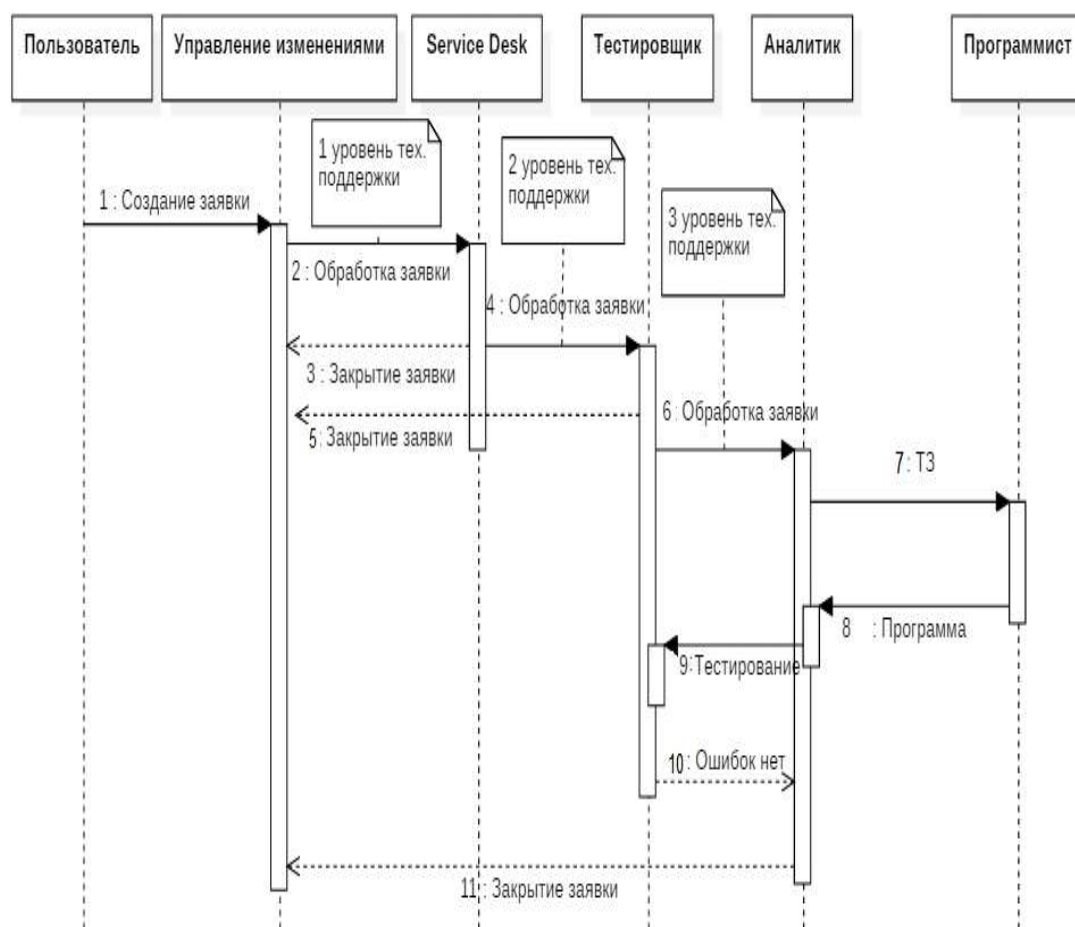 Пользователь
Управление изменениями
Service Desk
Тестировщик
Аналитик
Программист
1 уровень тех.
поддержки
2 уровень тех.
поддержки
3 уровень тех.
поддержки
1 : Создание заявки
2 : Обработка заявки
4 : Обработка заявки
3 : Закрытие заявки
6 : Обработка заявки
5 : Закрытие заявки
7 : ТЗ
8 : Программа
9:Тестирование
10 : Ошибок нет
11 : Закрытие заявки